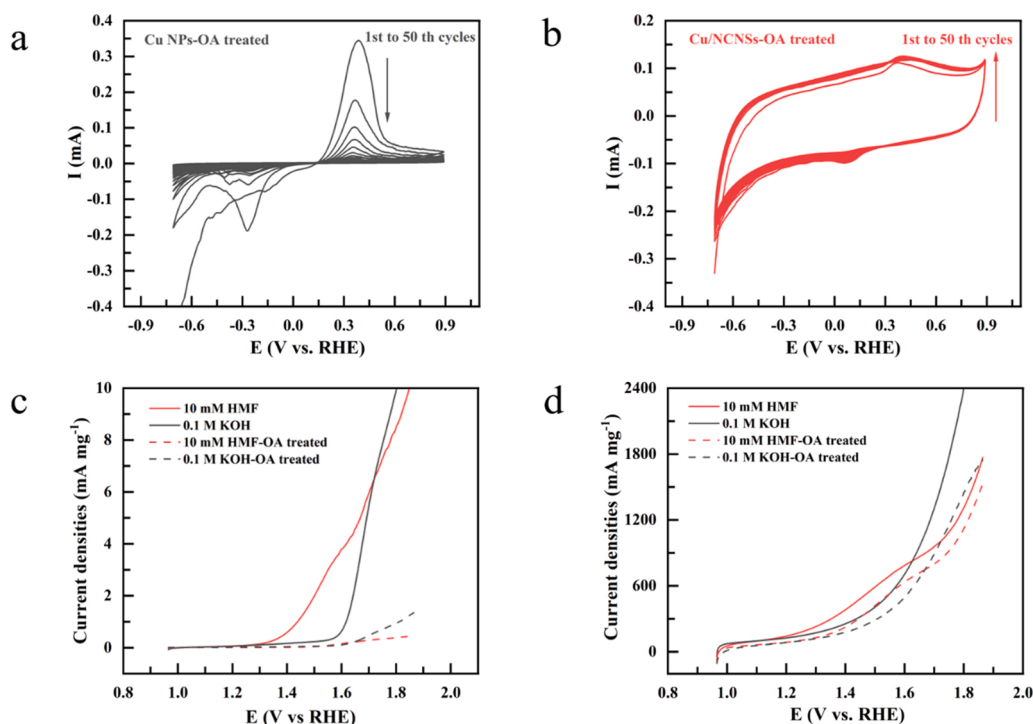 a
Cu NPs-OA treated
1st to 50 th cycles
I (mA)
0.4
0.3
0.2
0.1
0.0
-0.1
-0.2
-0.3
-0.4
-0.9 -0.6 -0.3 0.0 0.3 0.6 0.9
E (V vs. RHE)
b
Cu/NCNSs-OA treated
1st to 50 th cycles
I (mA)
0.2
0.1
0.0
-0.1
-0.2
-0.3
-0.4
-0.9 -0.6 -0.3 0.0 0.3 0.6 0.9
E (V vs. RHE)
c
10 mM HMF
0.1 M KOH
10 mM HMF-OA treated
0.1 M KOH-OA treated
Current densities (mA mg⁻¹)
10
8
6
4
2
0
0.8 1.0 1.2 1.4 1.6 1.8 2.0
E (V vs RHE)
d
10 mM HMF
0.1 M KOH
10 mM HMF-OA treated
0.1 M KOH-OA treated
Current densities (mA mg⁻¹)
2400
1800
1200
600
0
0.8 1.0 1.2 1.4 1.6 1.8 2.0
E (V vs RHE)